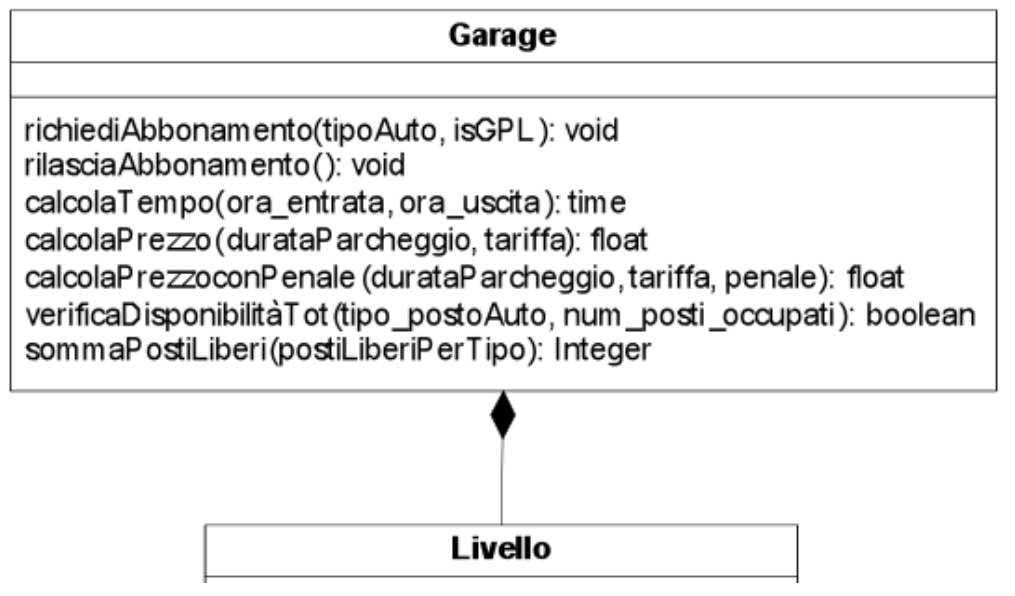 Garage
richiediAbbonamento(tipoAuto, isGPL): void
rilasciaAbbonamento(): void
calcolaTempo(ora_entrata, ora_uscita): time
calcolaPrezzo(durataParcheggio, tariffa): float
calcolaPrezzoconPenale(durataParcheggio, tariffa, penale): float
verificaDisponibilitàTot(tipo_postoAuto, num_posti_occupati): boolean
sommaPostiLiberi(postiLiberiPerTipo): Integer
Livello